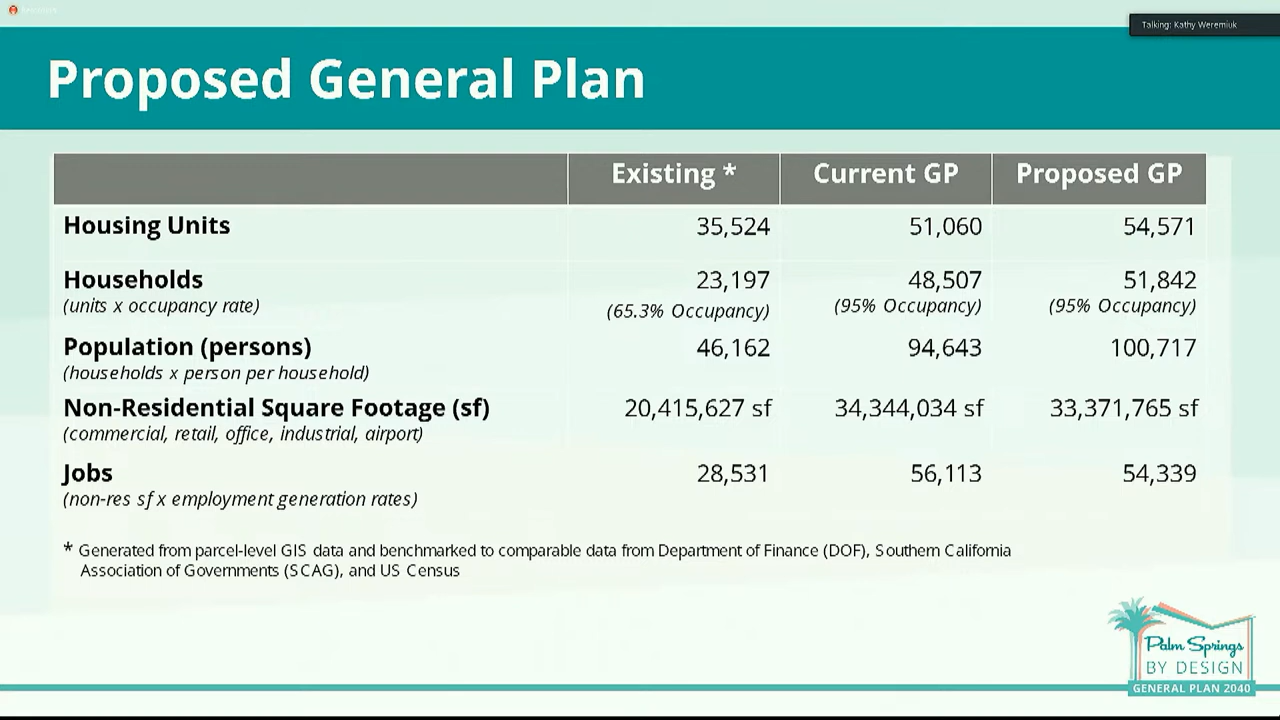 Talking: Kathy Weremiuk
Proposed General Plan
Existing * Current GP Proposed GP
Housing Units 35,524 51,060 54,571
Households 23,197 48,507 51,842
(units x occupancy rate) (65.3% Occupancy) (95% Occupancy) (95% Occupancy)
Population (persons) 46,162 94,643 100,717
(households x person per household)
Non-Residential Square Footage (sf) 20,415,627 sf 34,344,034 sf 33,371,765 sf
(commercial, retail, office, industrial, airport)
Jobs 28,531 56,113 54,339
(non-res sf x employment generation rates)
* Generated from parcel-level GIS data and benchmarked to comparable data from Department of Finance (DOF), Southern California
Association of Governments (SCAG), and US Census
Palm Springs
BY DESIGN
GENERAL PLAN 2040